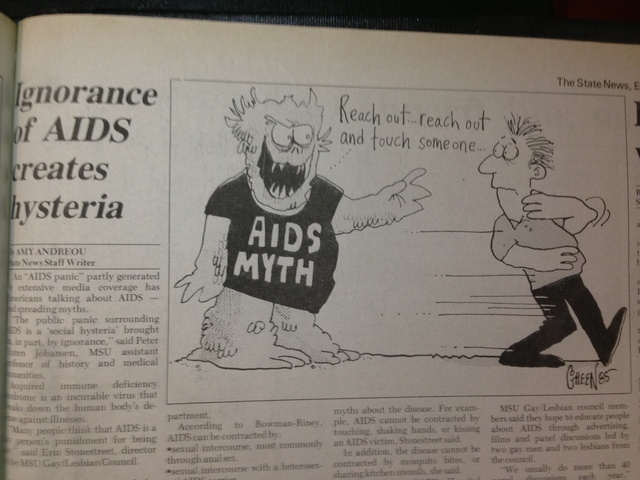 The State News, E
Ignorance
of AIDS
creates
hysteria
AMY ANDREOU
News Staff Writer
An "AIDS panic" partly generated
extensive media coverage has
talking about AIDS —
spreading myths.
"The public panic surrounding
is a 'social hysteria' brought
in part, by ignorance," said Peter
Johansen, MSU assistant
of history and medical
Acquired immune deficiency
is an incurable virus that
down the human body's de-
against illnesses.
"Many people think that AIDS is a
person's punishment for being
said Erin Stonestreet, director
MSU Gay/Lesbian Council.
Reach out...reach out
and touch someone...
AIDS
MYTH
GHEEN 85
partment.
According to Bowman-Riney,
AIDS can be contracted by:
•sexual intercourse, most commonly
through anal sex.
•sexual intercourse with a heterosex-
myths about the disease. For exam-
ple, AIDS cannot be contracted by
touching, shaking hands, or kissing
an AIDS victim, Stonestreet said.
In addition, the disease cannot be
contracted by mosquito bites, or
sharing kitchen utensils, she said.
MSU Gay/Lesbian council mem-
bers said they hope to educate people
about AIDS through advertising,
films and panel discussions led by
two gay men and two lesbians from
the council.
"We usually do more than 40